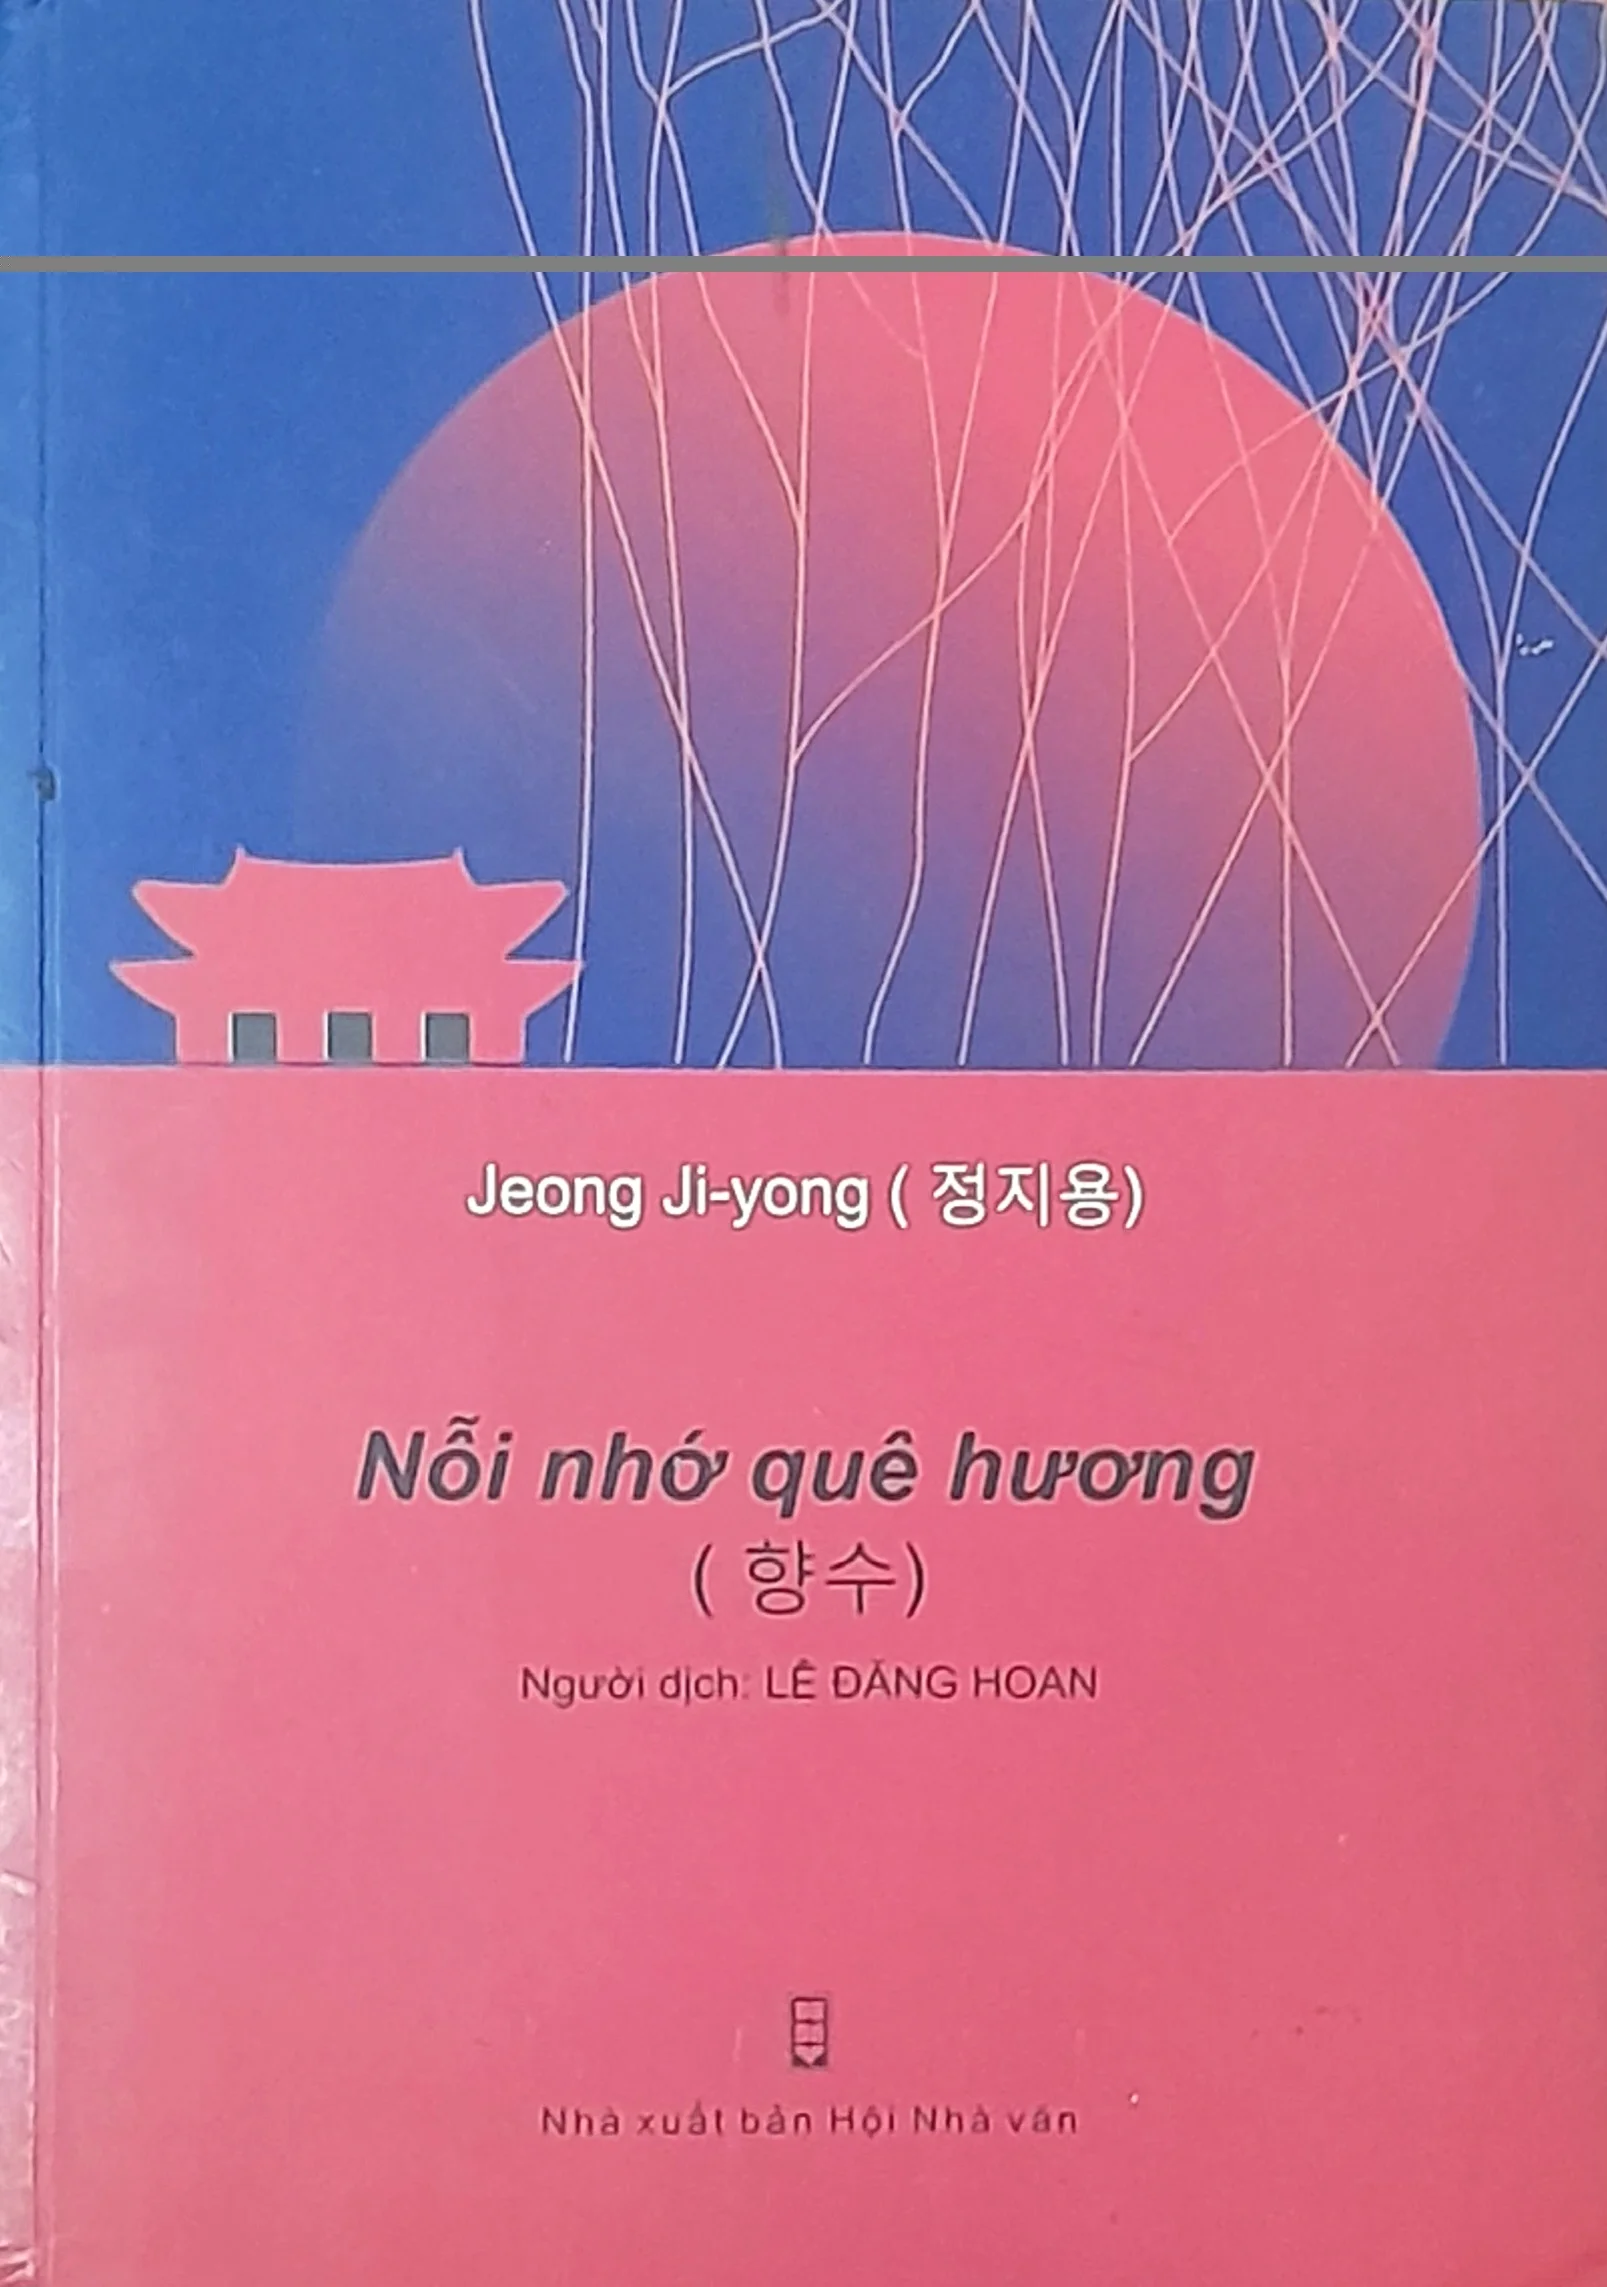 Jeong Ji-yong ( 정지용)
Nỗi nhớ quê hương
( 향수)
Người dịch: LÊ ĐĂNG HOAN
Nhà xuất bản Hội Nhà văn